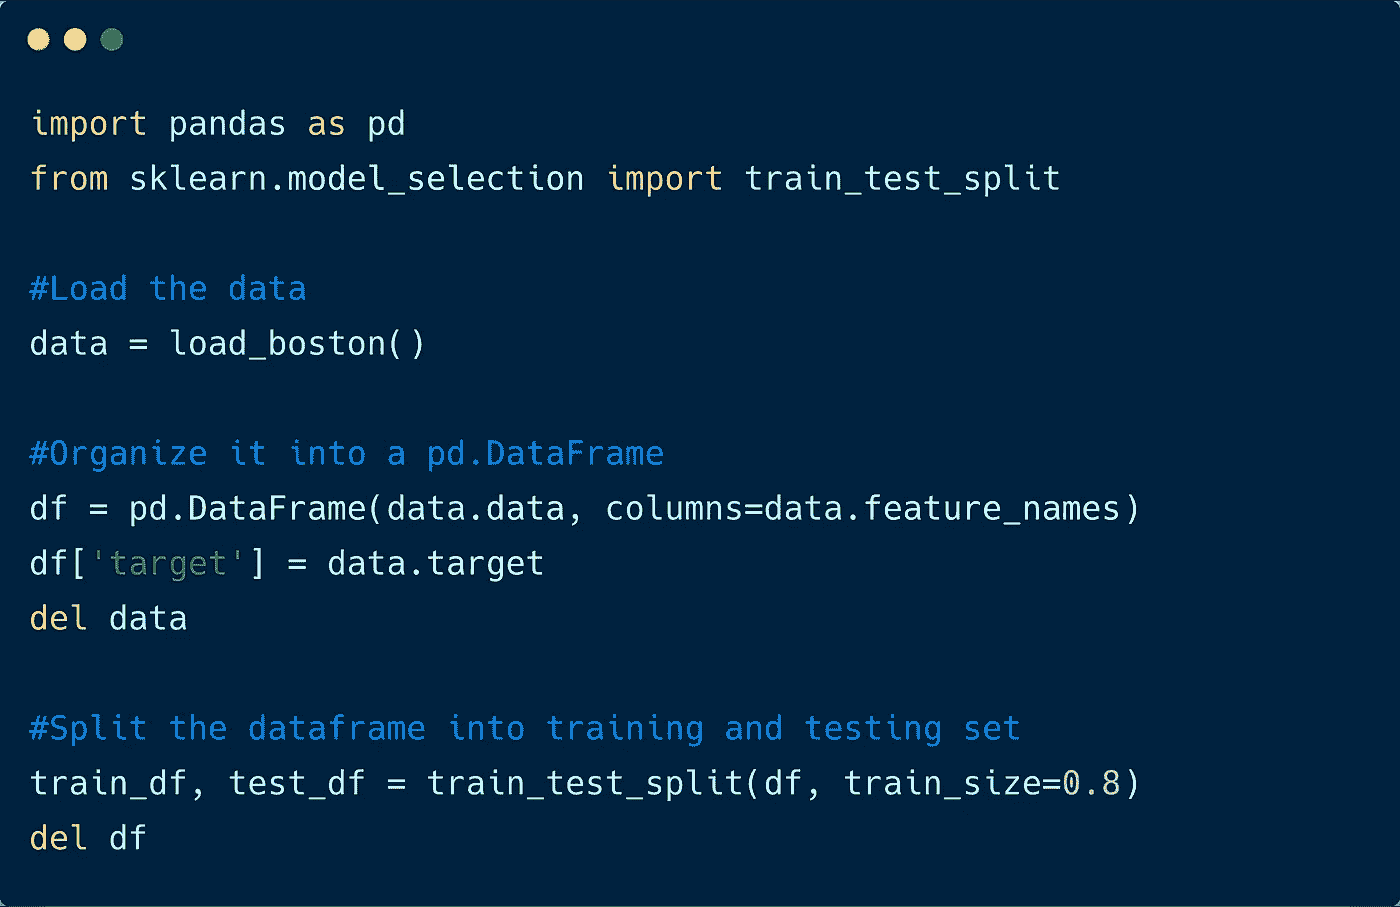 import pandas as pd
from sklearn.model_selection import train_test_split
#Load the data
data = load_boston()
#Organize it into a pd.DataFrame
df = pd.DataFrame(data.data, columns=data.feature_names)
df['target'] = data.target
del data
#Split the dataframe into training and testing set
train_df, test_df = train_test_split(df, train_size=0.8)
del df